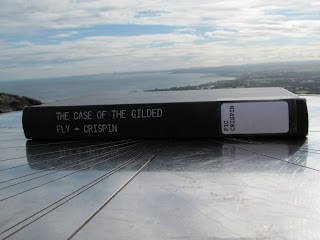 THE CASE OF THE GILDED
FLY - CRISPIN
FIC
CRISPIN